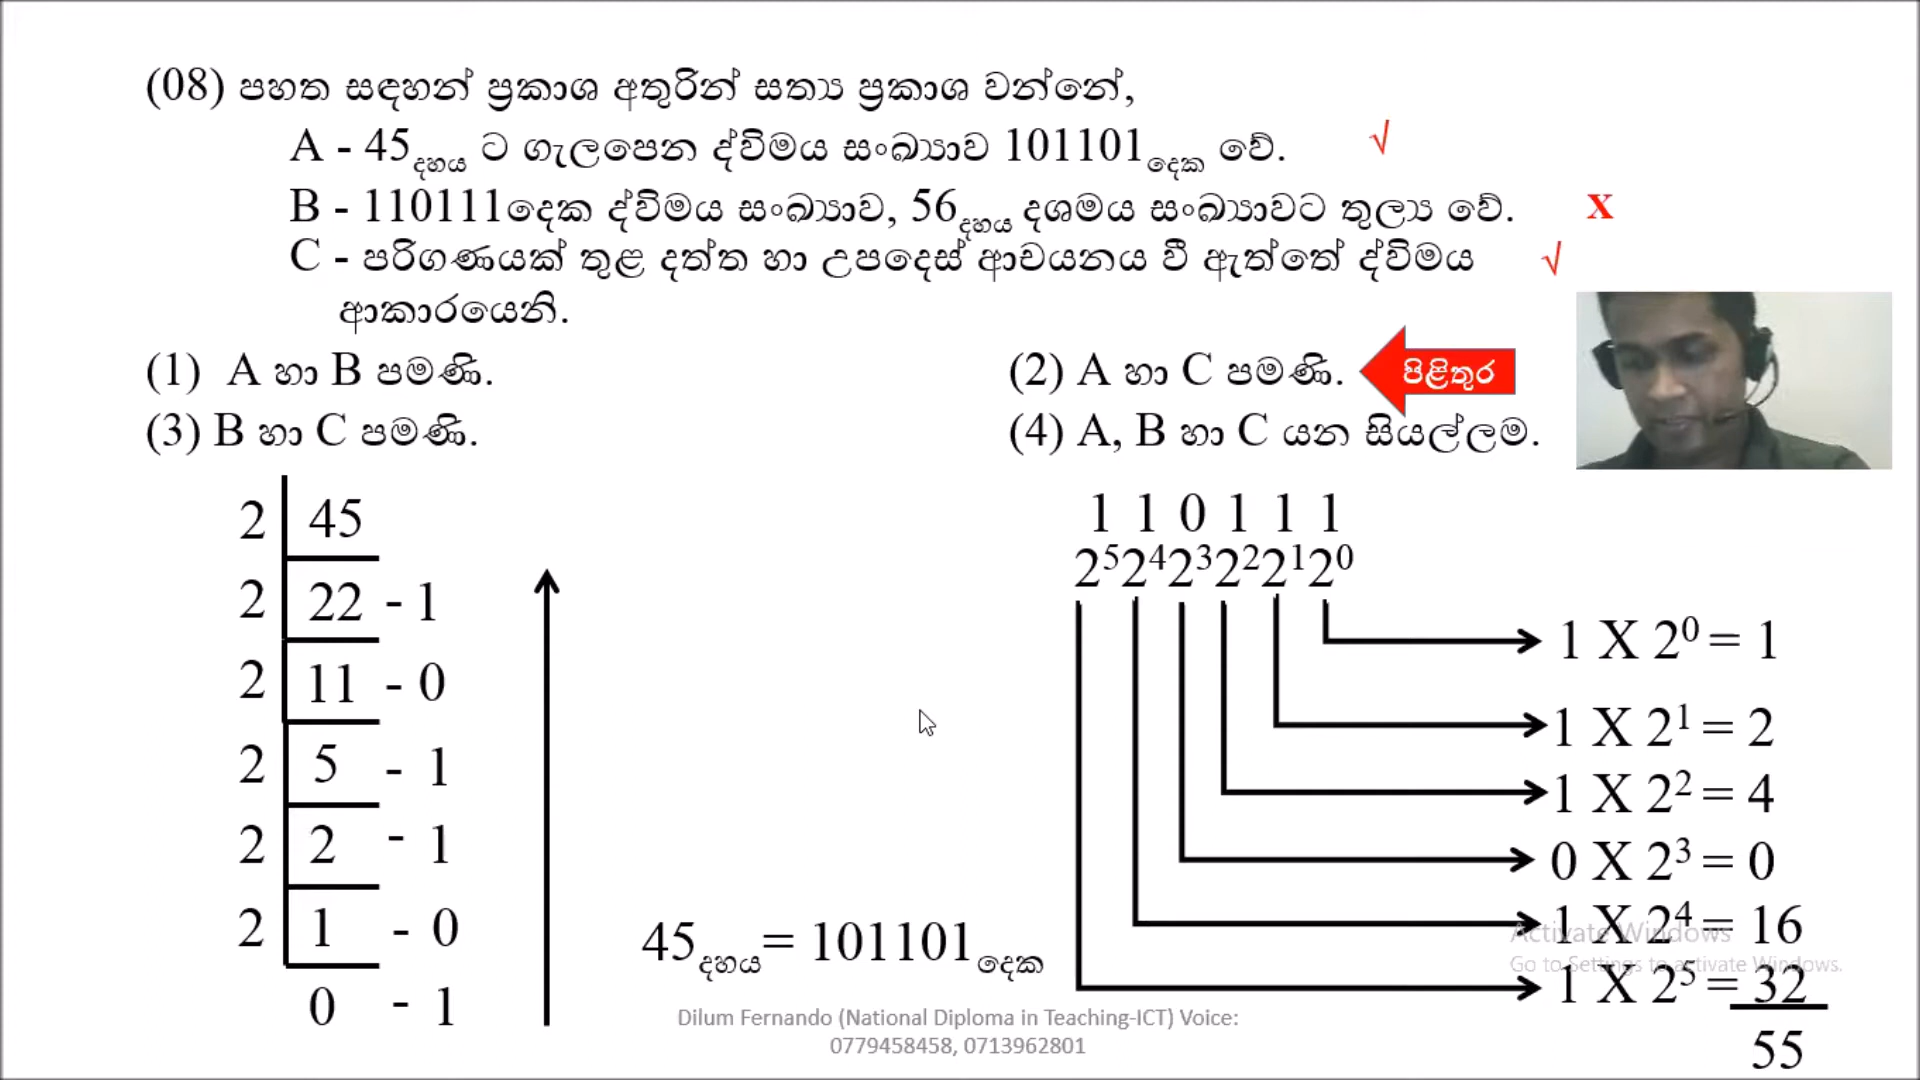 (08) පහත සඳහන් ප්‍රකාශ අතුරින් සත්‍ය ප්‍රකාශ වන්නේ,
A - 45දහය ට ගැලපෙන ද්විමය සංඛ්‍යාව 101101දෙක වේ. √
B - 110111දෙක ද්විමය සංඛ්‍යාව, 56දහය දශමය සංඛ්‍යාවට තුල්‍ය වේ. X
C - පරිගණයක් තුළ දත්ත හා උපදෙස් ආචයනය වී ඇත්තේ ද්විමය √
ආකාරයෙනි.
(1) A හා B පමණි.
(2) A හා C පමණි. පිළිතුර
(3) B හා C පමණි.
(4) A, B හා C යන සියල්ලම.
2 45
2 22 - 1
2 11 - 0
2 5 - 1
2 2 - 1
2 1 - 0
0 - 1
45දහය = 101101දෙක
1 1 0 1 1 1
2⁵2⁴2³2²2¹2⁰
1 X 2⁰ = 1
1 X 2¹ = 2
1 X 2² = 4
0 X 2³ = 0
1 X 2⁴ = 16
1 X 2⁵ = 32
55
Activate Windows
Go to Settings to activate Windows.
Dilum Fernando (National Diploma in Teaching-ICT) Voice:
0779458458, 0713962801